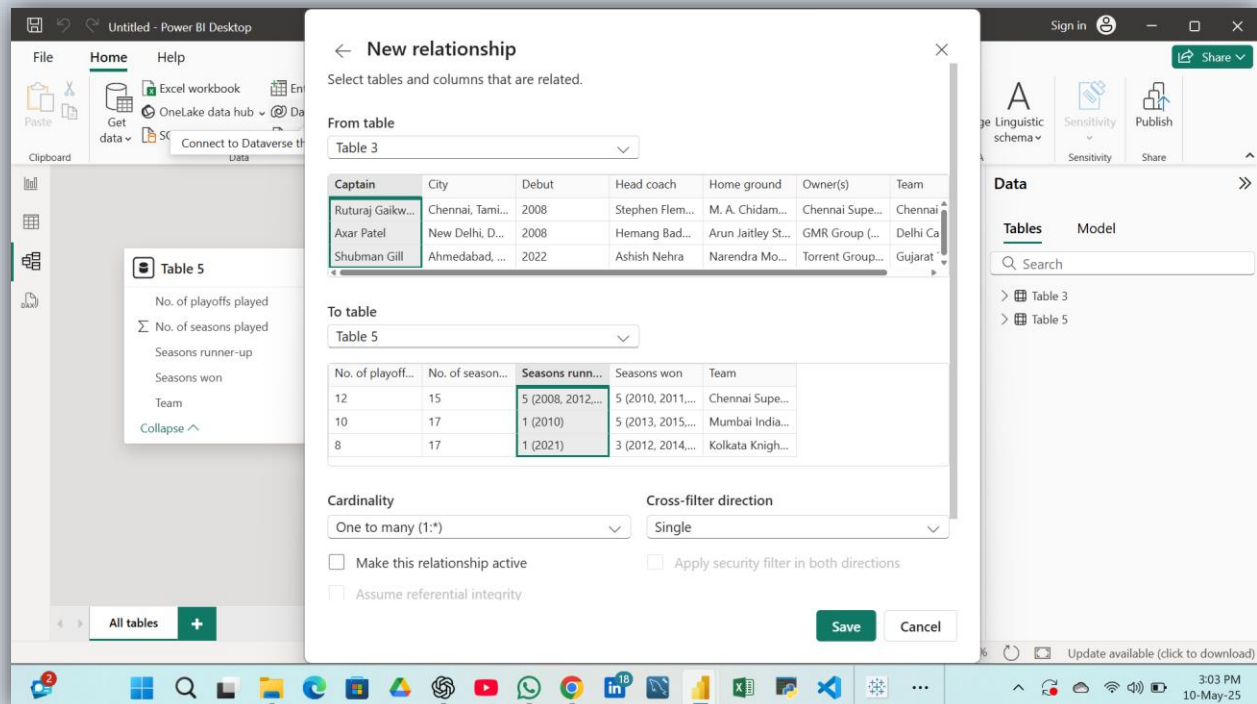 Untitled - Power BI Desktop
Sign in
File Home Help
Share
Paste
Clipboard
Get data
Excel workbook
OneLake data hub
Connect to Dataverse th
Data
Linguistic schema
Sensitivity
Sensitivity
Publish
Share
New relationship
Select tables and columns that are related.
From table
Table 3
Captain City Debut Head coach Home ground Owner(s) Team
Ruturaj Gaikw... Chennai, Tami... 2008 Stephen Flem... M. A. Chidam... Chennai Supe... Chennai
Axar Patel New Delhi, D... 2008 Hemang Bad... Arun Jaitley St... GMR Group (... Delhi Ca
Shubman Gill Ahmedabad, ... 2022 Ashish Nehra Narendra Mo... Torrent Group... Gujarat
To table
Table 5
No. of playoff... No. of season... Seasons runn... Seasons won Team
12 15 5 (2008, 2012,... 5 (2010, 2011,... Chennai Supe...
10 17 1 (2010) 5 (2013, 2015,... Mumbai India...
8 17 1 (2021) 3 (2012, 2014,... Kolkata Knigh...
Cardinality
One to many (1:*)
Cross-filter direction
Single
Make this relationship active
Apply security filter in both directions
Assume referential integrity
Save Cancel
Table 5
No. of playoffs played
No. of seasons played
Seasons runner-up
Seasons won
Team
Collapse
All tables
Data
Tables Model
Search
Table 3
Table 5
Update available (click to download)
2
18
3:03 PM
10-May-25